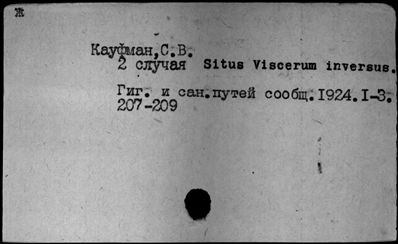 Ж
Кауфман,С.В.
2 случая Situs Viscerum inversus.
Гиг. и сан.путей сообщ.1924.I-3.
207-209